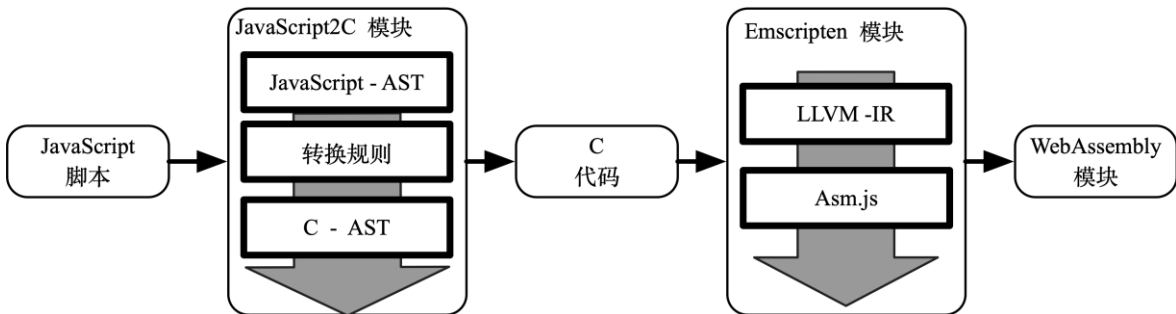 JavaScript
脚本
JavaScript2C 模块
JavaScript - AST
转换规则
C - AST
C
代码
Emscripten 模块
LLVM -IR
Asm.js
WebAssembly
模块